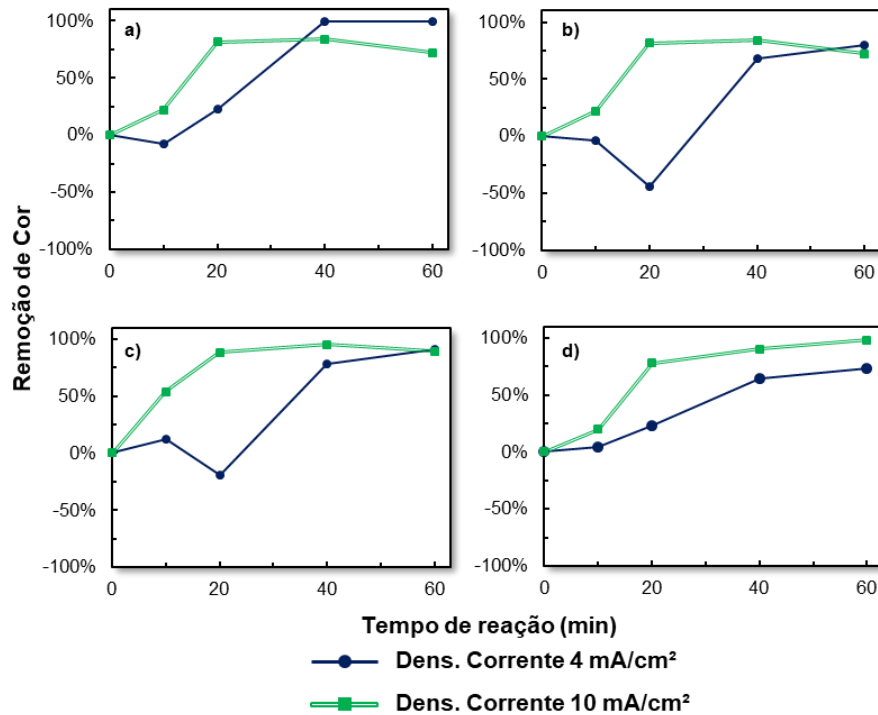 Remoção de Cor
a)
100%
50%
0%
-50%
-100%
0 20 40 60
b)
100%
50%
0%
-50%
-100%
0 20 40 60
c)
100%
50%
0%
-50%
-100%
0 20 40 60
d)
100%
50%
0%
-50%
-100%
0 20 40 60
Tempo de reação (min)
Dens. Corrente 4 mA/cm²
Dens. Corrente 10 mA/cm²